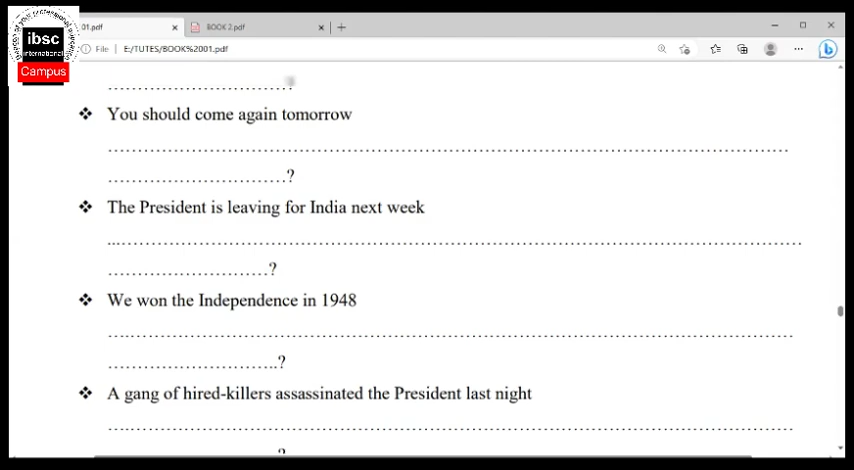 ibsc
international
Campus
01.pdf
BOOK 2.pdf
File | E:/TUTES/BOOK%2001.pdf
..............................
❖ You should come again tomorrow
....................................................................................................................
..............................?
❖ The President is leaving for India next week
.....................................................................................................................
...........................?
❖ We won the Independence in 1948
....................................................................................................................
.............................?
❖ A gang of hired-killers assassinated the President last night
....................................................................................................................
?